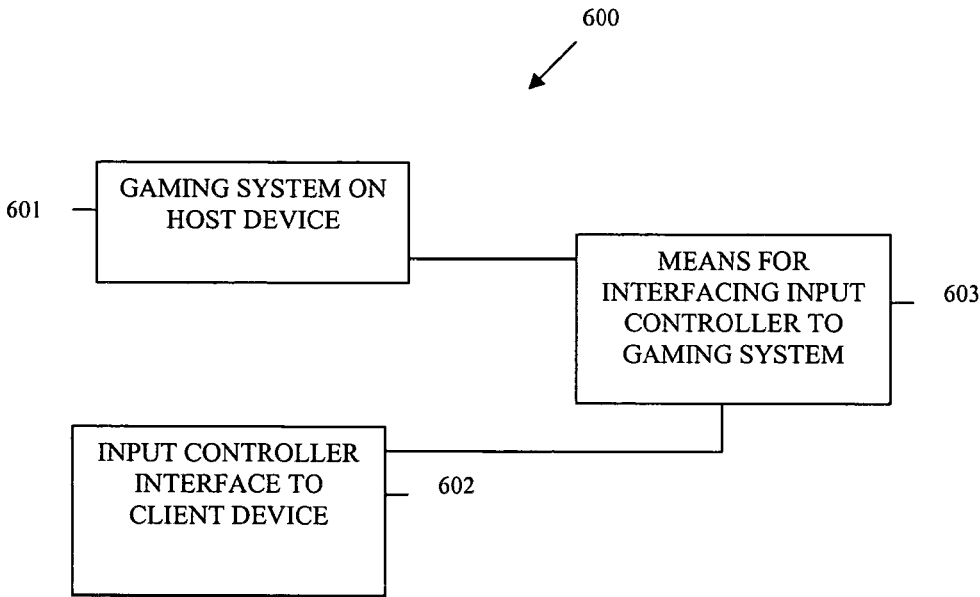 600
601
GAMING SYSTEM ON
HOST DEVICE
MEANS FOR
INTERFACING INPUT
CONTROLLER TO
GAMING SYSTEM
603
INPUT CONTROLLER
INTERFACE TO
CLIENT DEVICE
602